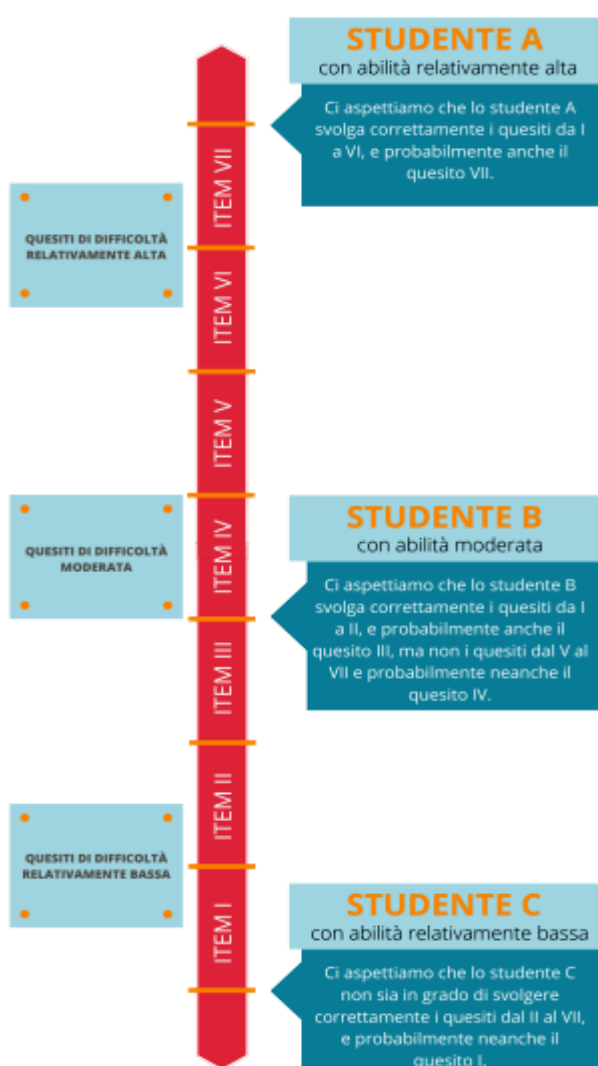 STUDENTE A
con abilità relativamente alta
Ci aspettiamo che lo studente A
svolga correttamente i quesiti da I
a VI, e probabilmente anche il
quesito VII.
ITEM VII
QUESITI DI DIFFICOLTÀ
RELATIVAMENTE ALTA
ITEM VI
ITEM V
STUDENTE B
con abilità moderata
Ci aspettiamo che lo studente B
svolga correttamente i quesiti da I
a II, e probabilmente anche il
quesito III, ma non i quesiti dal V al
VII e probabilmente neanche il
quesito IV.
QUESITI DI DIFFICOLTÀ
MODERATA
ITEM IV
ITEM III
ITEM II
QUESITI DI DIFFICOLTÀ
RELATIVAMENTE BASSA
ITEM I
STUDENTE C
con abilità relativamente bassa
Ci aspettiamo che lo studente C
non sia in grado di svolgere
correttamente i quesiti dal II al VII,
e probabilmente neanche il
quesito I.